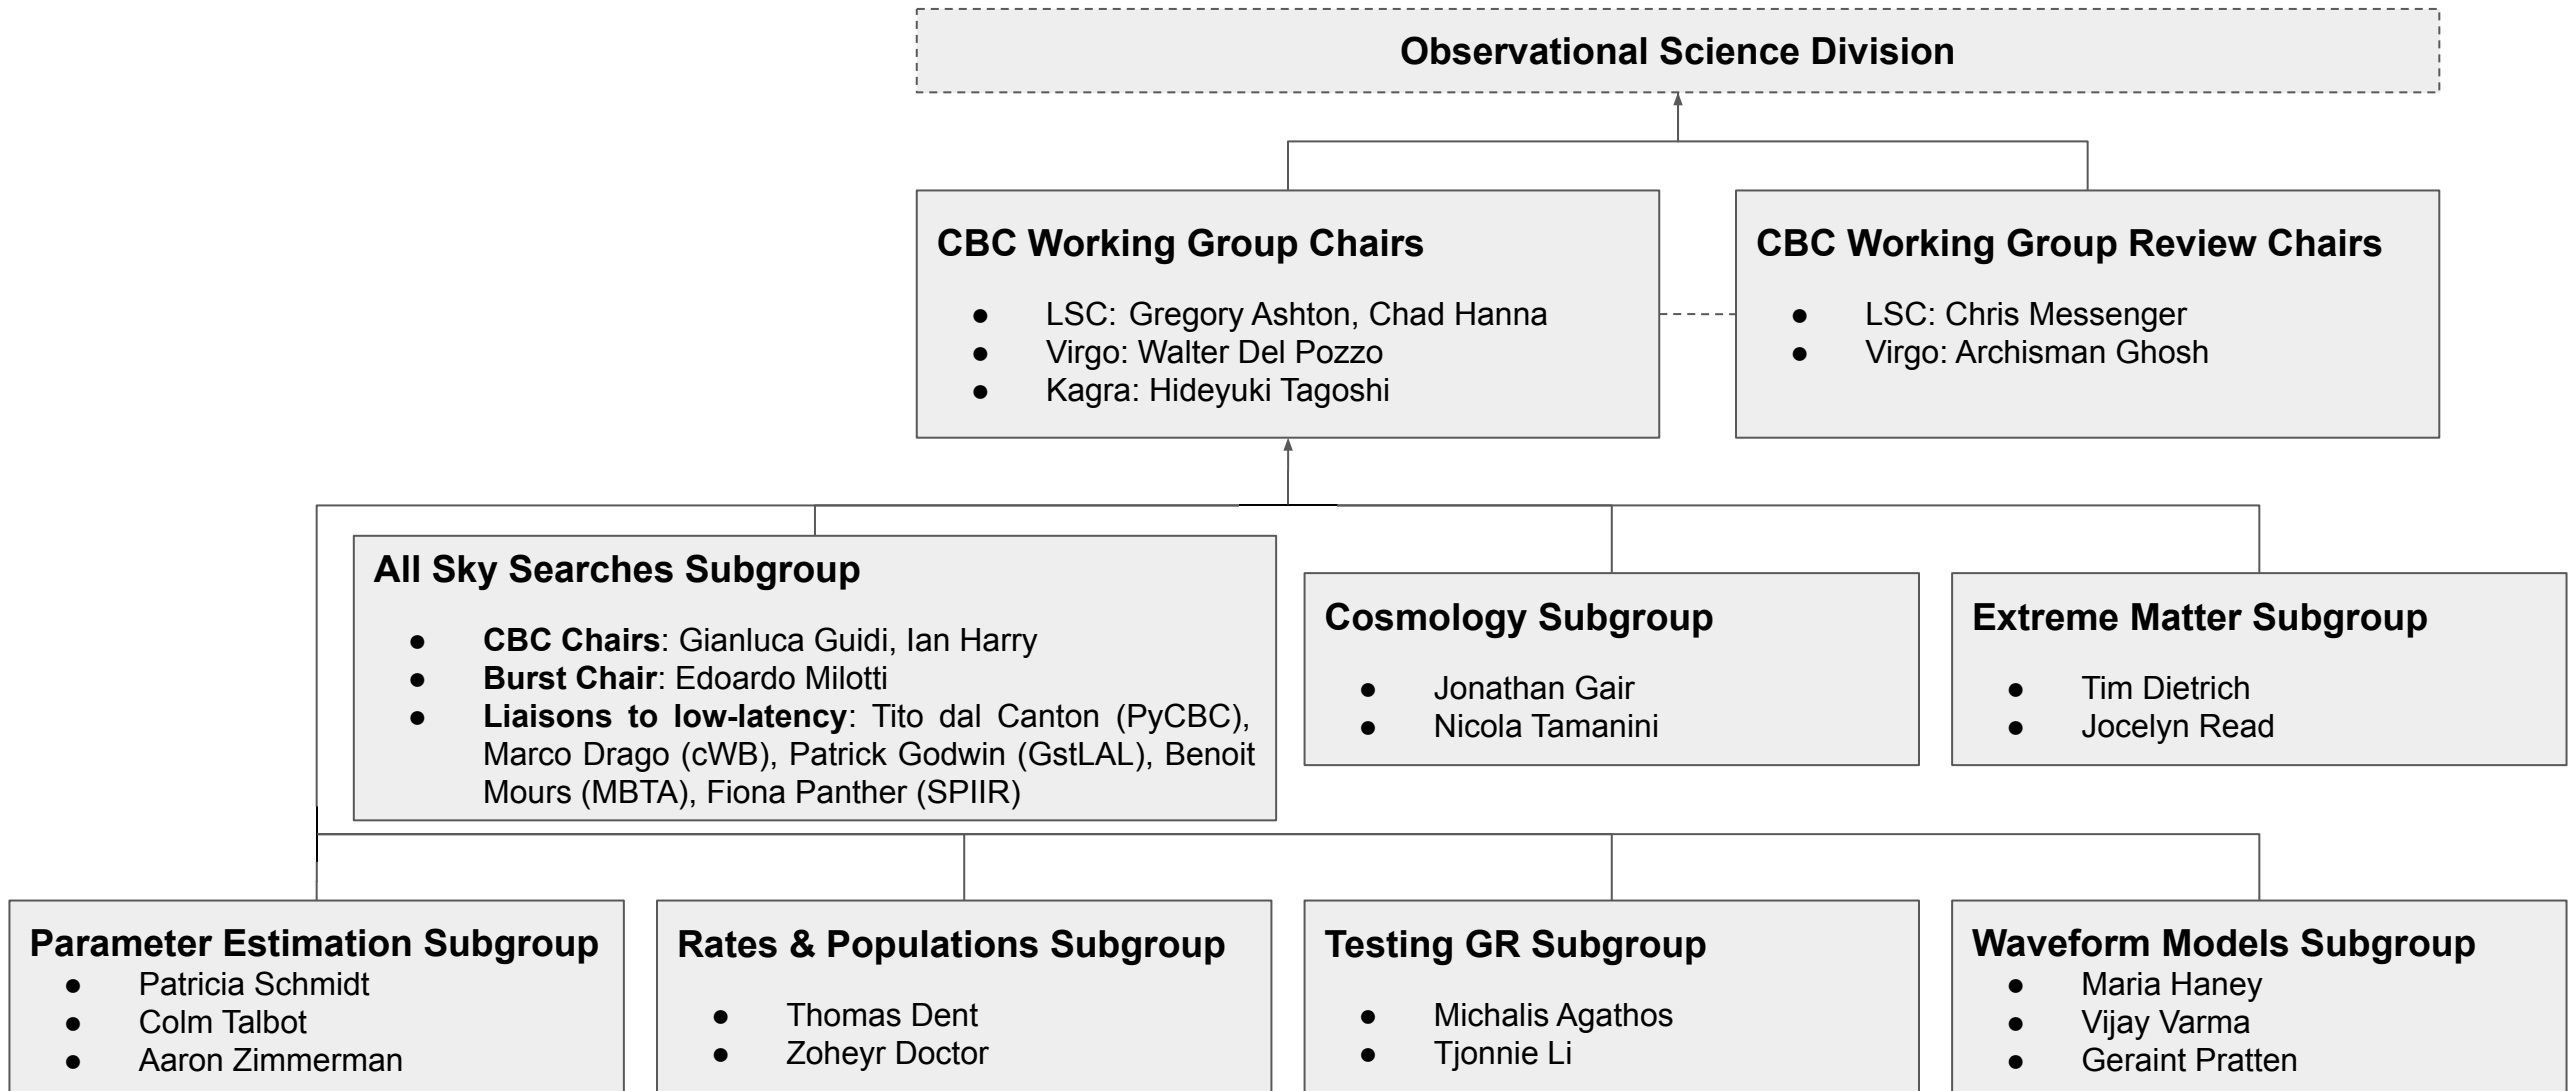 Observational Science Division
CBC Working Group Chairs
● LSC: Gregory Ashton, Chad Hanna
● Virgo: Walter Del Pozzo
● Kagra: Hideyuki Tagoshi
CBC Working Group Review Chairs
● LSC: Chris Messenger
● Virgo: Archisman Ghosh
All Sky Searches Subgroup
● CBC Chairs: Gianluca Guidi, Ian Harry
● Burst Chair: Edoardo Milotti
● Liaisons to low-latency: Tito dal Canton (PyCBC),
Marco Drago (cWB), Patrick Godwin (GstLAL), Benoit
Mours (MBTA), Fiona Panther (SPIIR)
Cosmology Subgroup
● Jonathan Gair
● Nicola Tamanini
Extreme Matter Subgroup
● Tim Dietrich
● Jocelyn Read
Parameter Estimation Subgroup
● Patricia Schmidt
● Colm Talbot
● Aaron Zimmerman
Rates & Populations Subgroup
● Thomas Dent
● Zoheyr Doctor
Testing GR Subgroup
● Michalis Agathos
● Tjonnie Li
Waveform Models Subgroup
● Maria Haney
● Vijay Varma
● Geraint Pratten